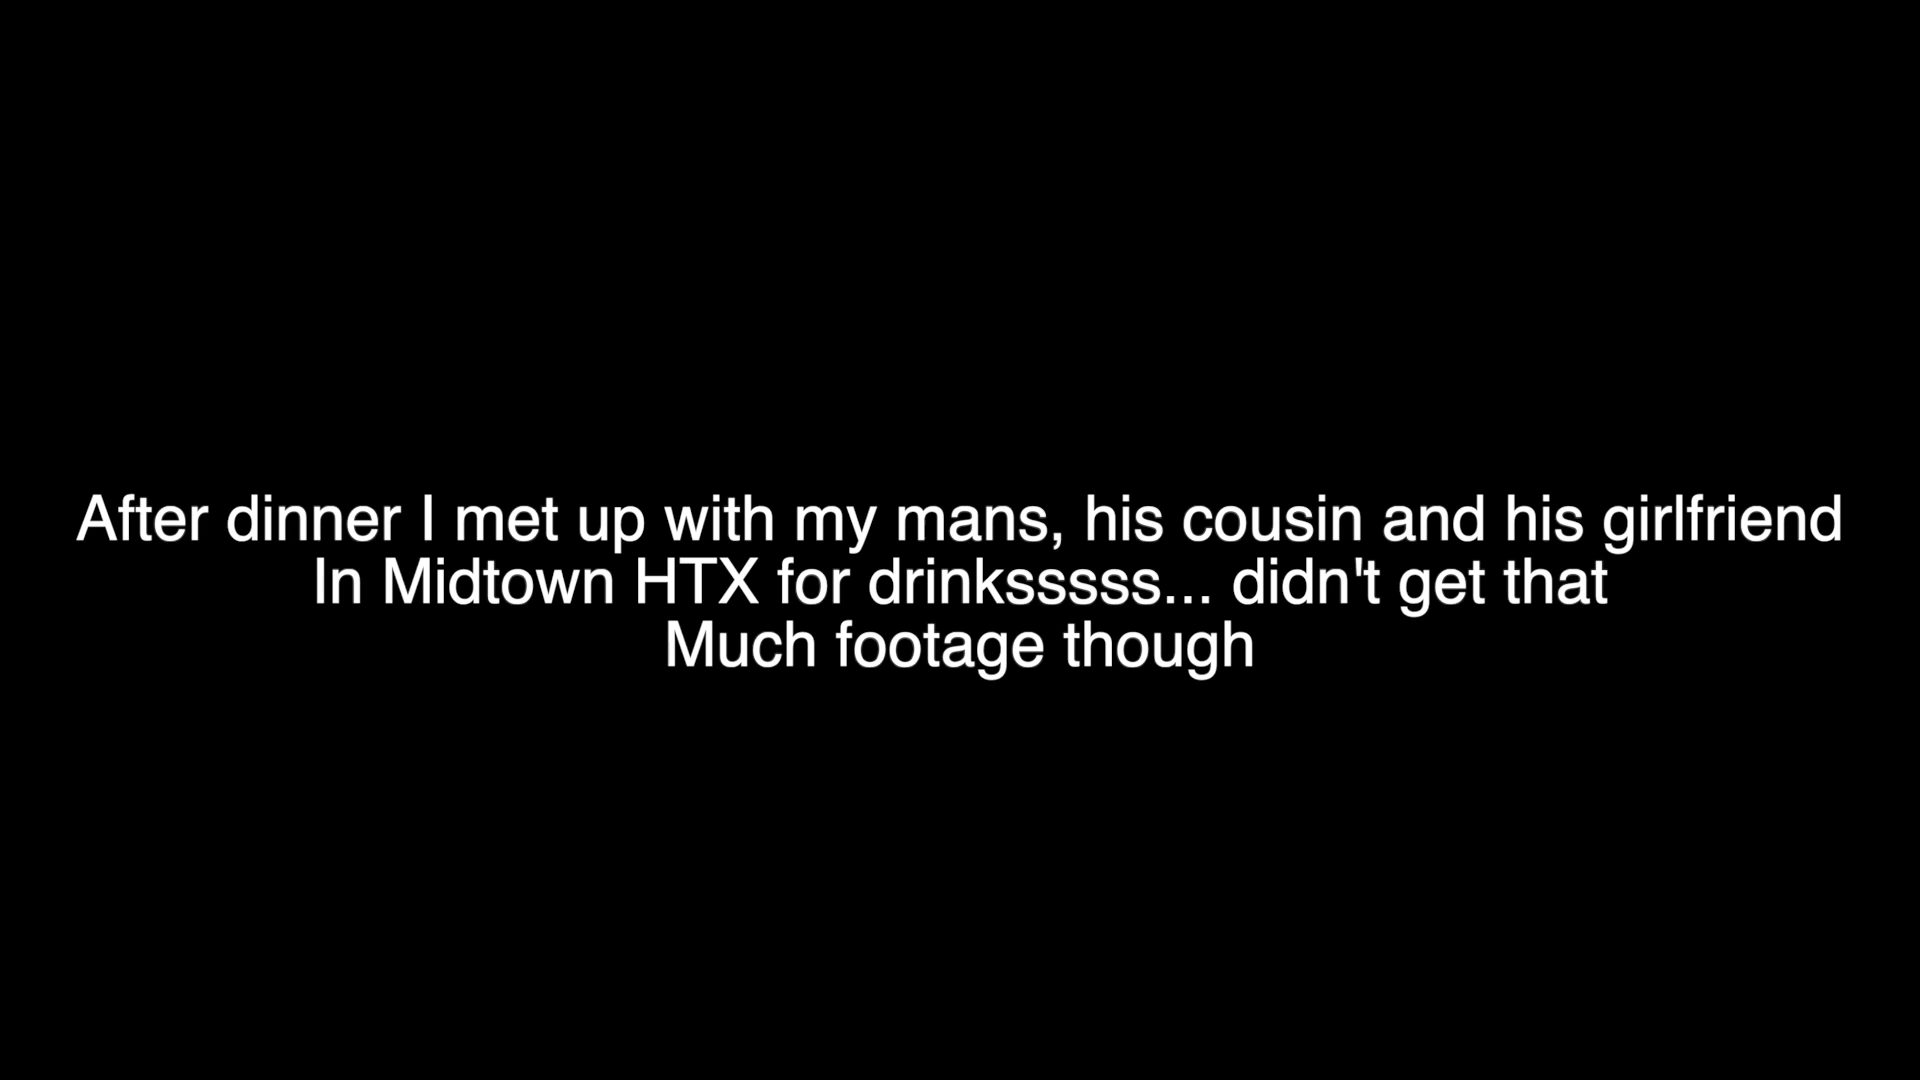 After dinner I met up with my mans, his cousin and his girlfriend
In Midtown HTX for drinksssss... didn't get that
Much footage though